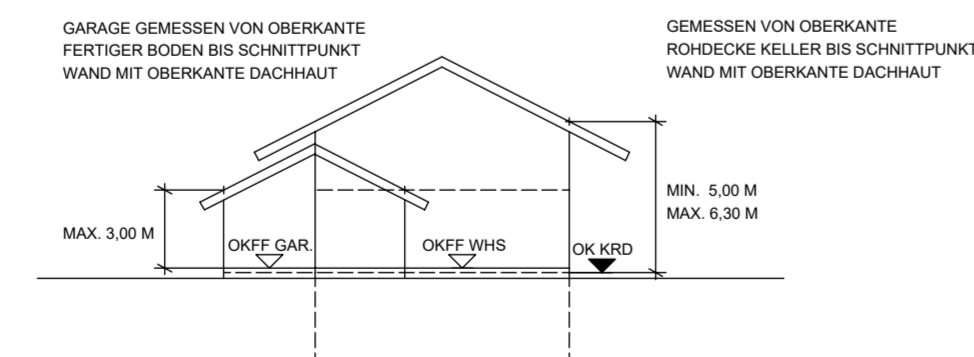 GARAGE GEMESSEN VON OBERKANTE
FERTIGER BODEN BIS SCHNITTPUNKT
WAND MIT OBERKANTE DACHHAUT
GEMESSEN VON OBERKANTE
ROHDECKE KELLER BIS SCHNITTPUNKT
WAND MIT OBERKANTE DACHHAUT
MIN. 5,00 M
MAX. 6,30 M
MAX. 3,00 M
OKFF GAR.
OKFF WHS
OK KRD